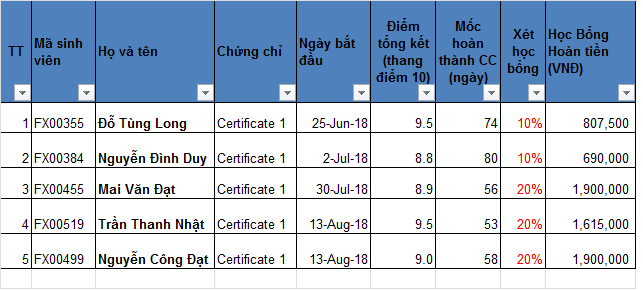 TT Mã sinh viên Họ và tên Chứng chỉ Ngày bắt đầu Điểm tổng kết (thang điểm 10) Mốc hoàn thành CC (ngày) Xét học bổng Học Bổng Hoàn tiền (VNĐ)
1 FX00355 Đỗ Tùng Long Certificate 1 25-Jun-18 9.5 74 10% 807,500
2 FX00384 Nguyễn Đình Duy Certificate 1 2-Jul-18 8.8 80 10% 690,000
3 FX00455 Mai Văn Đạt Certificate 1 30-Jul-18 8.9 56 20% 1,900,000
4 FX00519 Trần Thanh Nhật Certificate 1 13-Aug-18 9.5 53 20% 1,615,000
5 FX00499 Nguyễn Công Đạt Certificate 1 13-Aug-18 9.0 58 20% 1,900,000